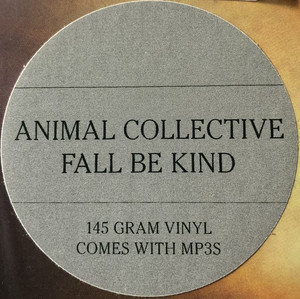 ANIMAL COLLECTIVE
FALL BE KIND
145 GRAM VINYL
COMES WITH MP3S